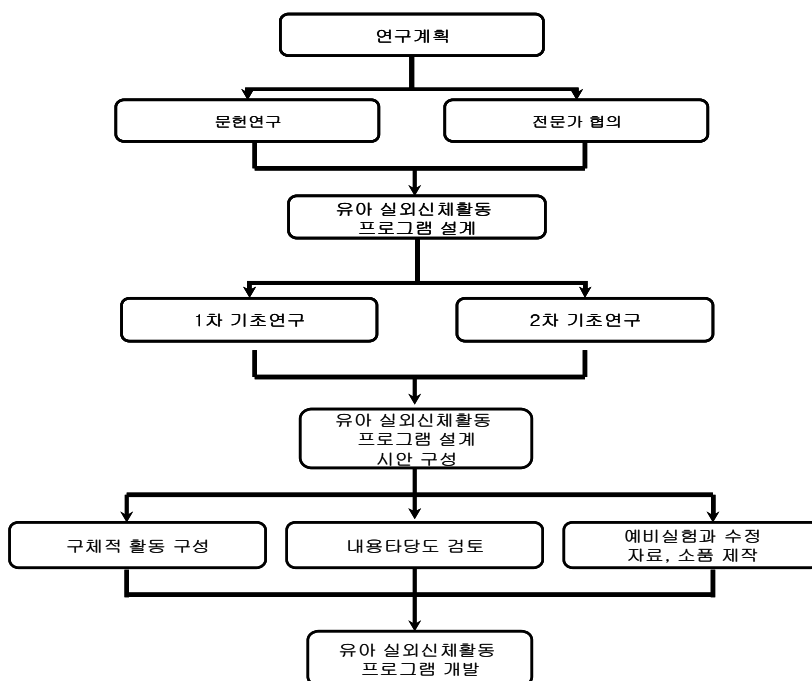 연구계획
문헌연구
전문가 협의
유아 실외신체활동
프로그램 설계
1차 기초연구
2차 기초연구
유아 실외신체활동
프로그램 설계
시안 구성
구체적 활동 구성
내용타당도 검토
예비실험과 수정
자료, 소품 제작
유아 실외신체활동
프로그램 개발